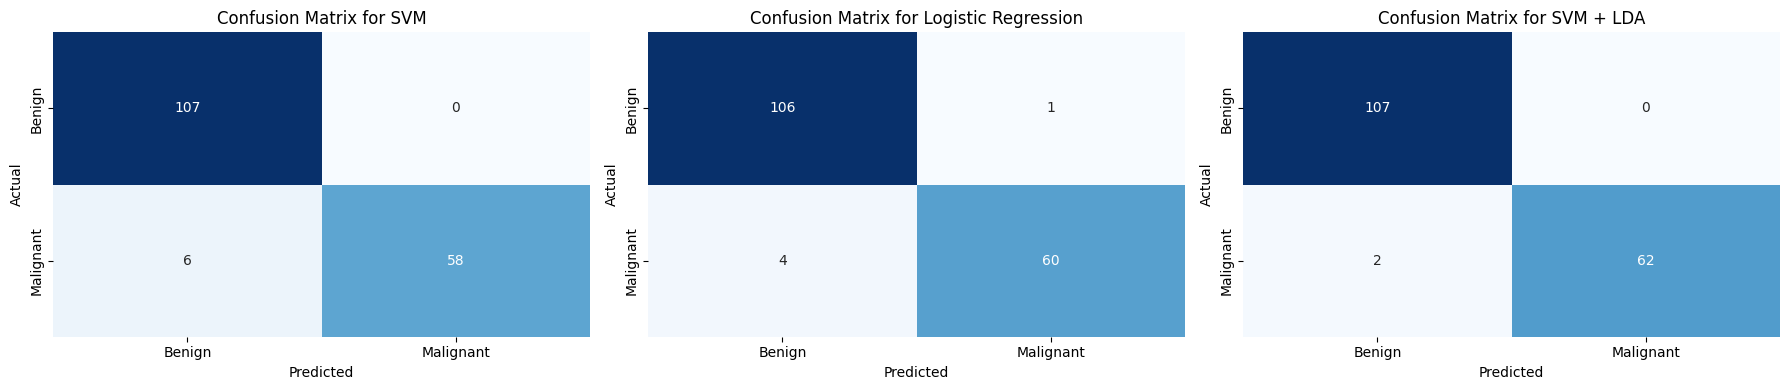 Confusion Matrix for SVM
Actual
Benign
107
0
Malignant
6
58
Benign
Malignant
Predicted
Confusion Matrix for Logistic Regression
Actual
Benign
106
1
Malignant
4
60
Benign
Malignant
Predicted
Confusion Matrix for SVM + LDA
Actual
Benign
107
0
Malignant
2
62
Benign
Malignant
Predicted